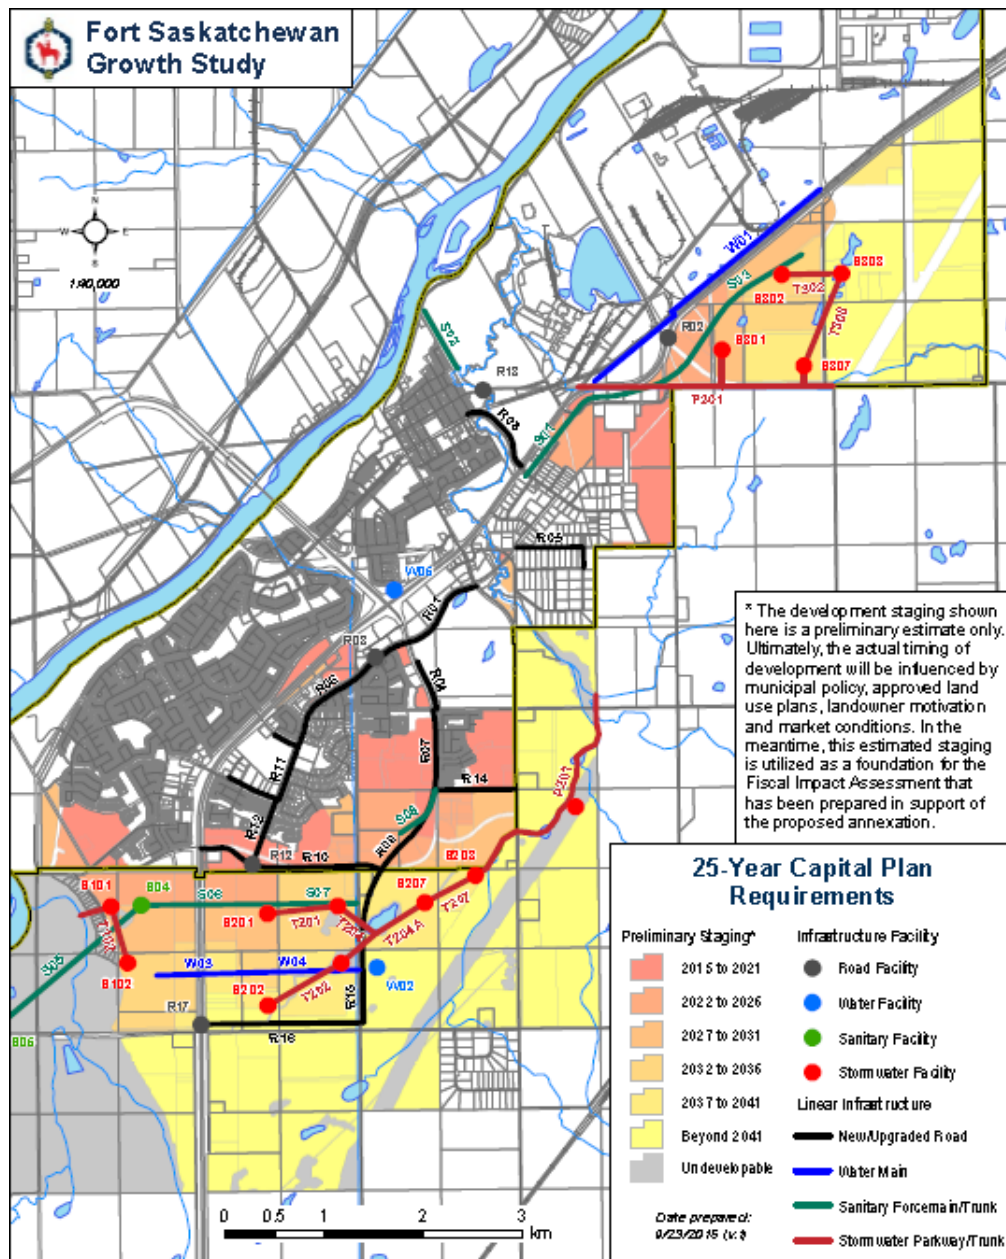 Fort Saskatchewan
Growth Study
N
W
E
S
1:40,000
W01
S03
B303
T302
B302
T303
R02
B301
B307
P201
S02
R13
R03
S01
R05
W06
R01
R03
R06
R04
R07
R11
R14
S08
P207
R12
R12
R10
R08
B203
B101
B04
S06
S07
B207
T207
T102
B201
T201
T204A
S05
B102
W03
W04
W02
B202
T202
R15
R17
R16
B06
* The development staging shown
here is a preliminary estimate only.
Ultimately, the actual timing of
development will be influenced by
municipal policy, approved land
use plans, landowner motivation
and market conditions. In the
meantime, this estimated staging
is utilized as a foundation for the
Fiscal Impact Assessment that
has been prepared in support of
the proposed annexation.
25-Year Capital Plan
Requirements
Preliminary Staging*
2015 to 2021
2022 to 2026
2027 to 2031
2032 to 2036
2037 to 2041
Beyond 2041
Undevelopable
Infrastructure Facility
Road Facility
Water Facility
Sanitary Facility
Stormwater Facility
Linear Infrastructure
New/Upgraded Road
Water Main
Sanitary Forcemain/Trunk
Stormwater Parkway/Trunk
Date prepared:
0 0.5 1 2 3
km